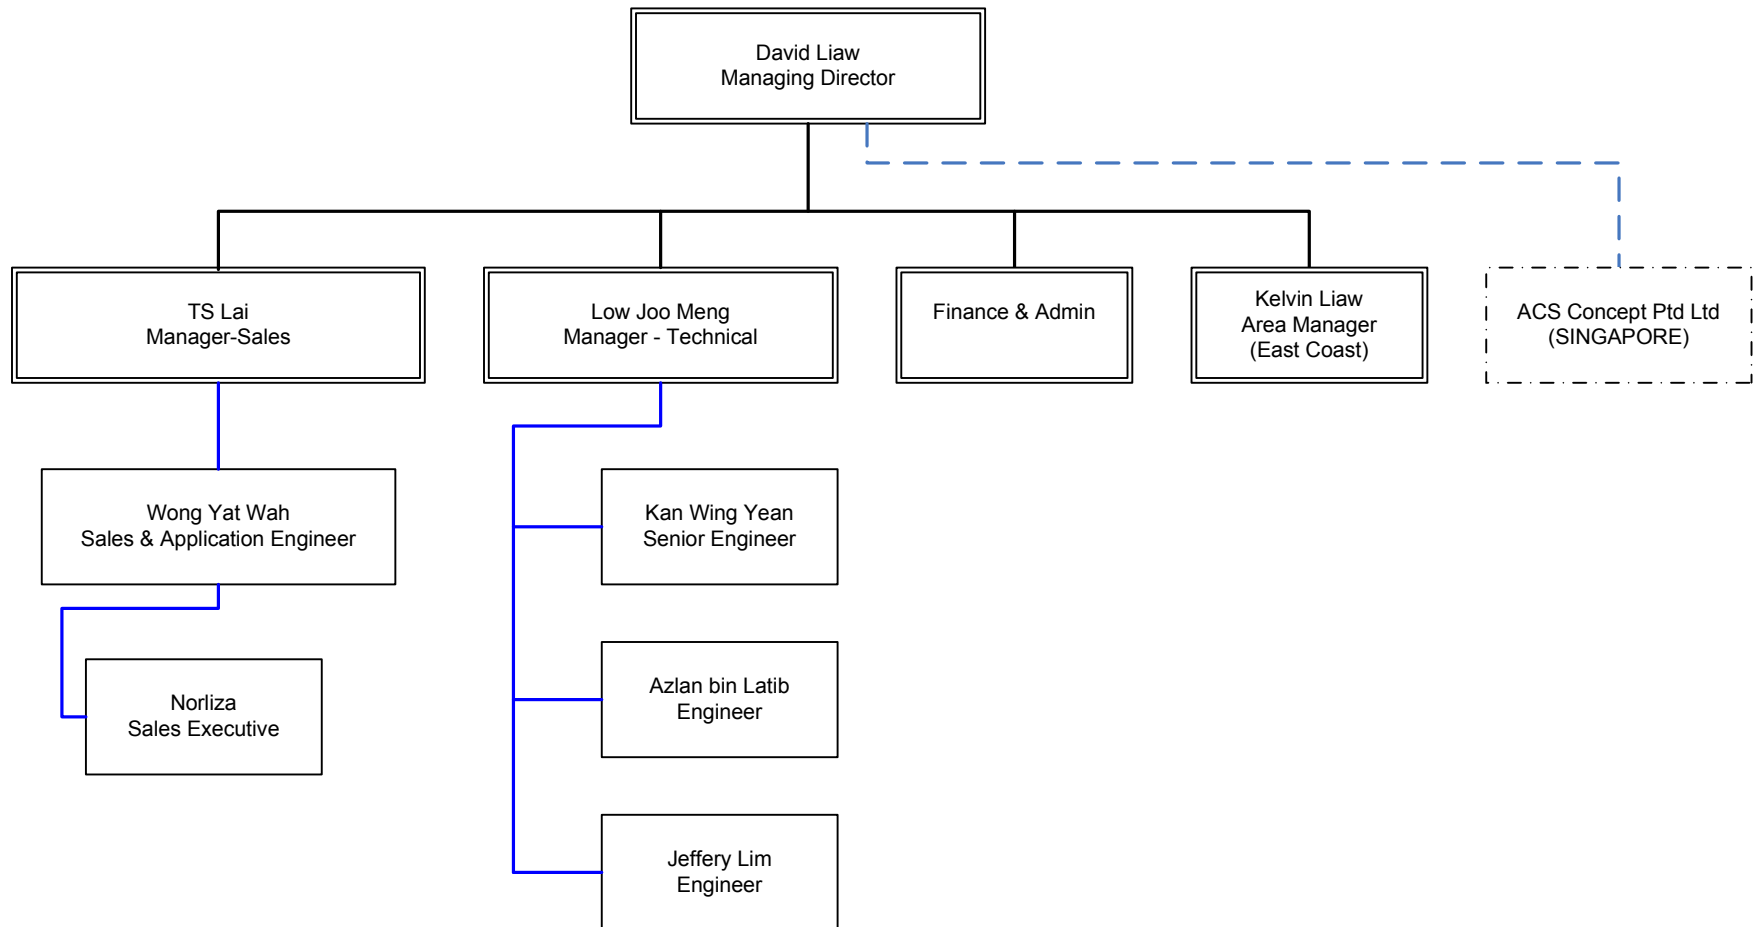 David Liaw
Managing Director
TS Lai
Manager-Sales
Low Joo Meng
Manager - Technical
Finance & Admin
Kelvin Liaw
Area Manager
(East Coast)
ACS Concept Ptd Ltd
(SINGAPORE)
Wong Yat Wah
Sales & Application Engineer
Kan Wing Yean
Senior Engineer
Norliza
Sales Executive
Azlan bin Latib
Engineer
Jeffery Lim
Engineer